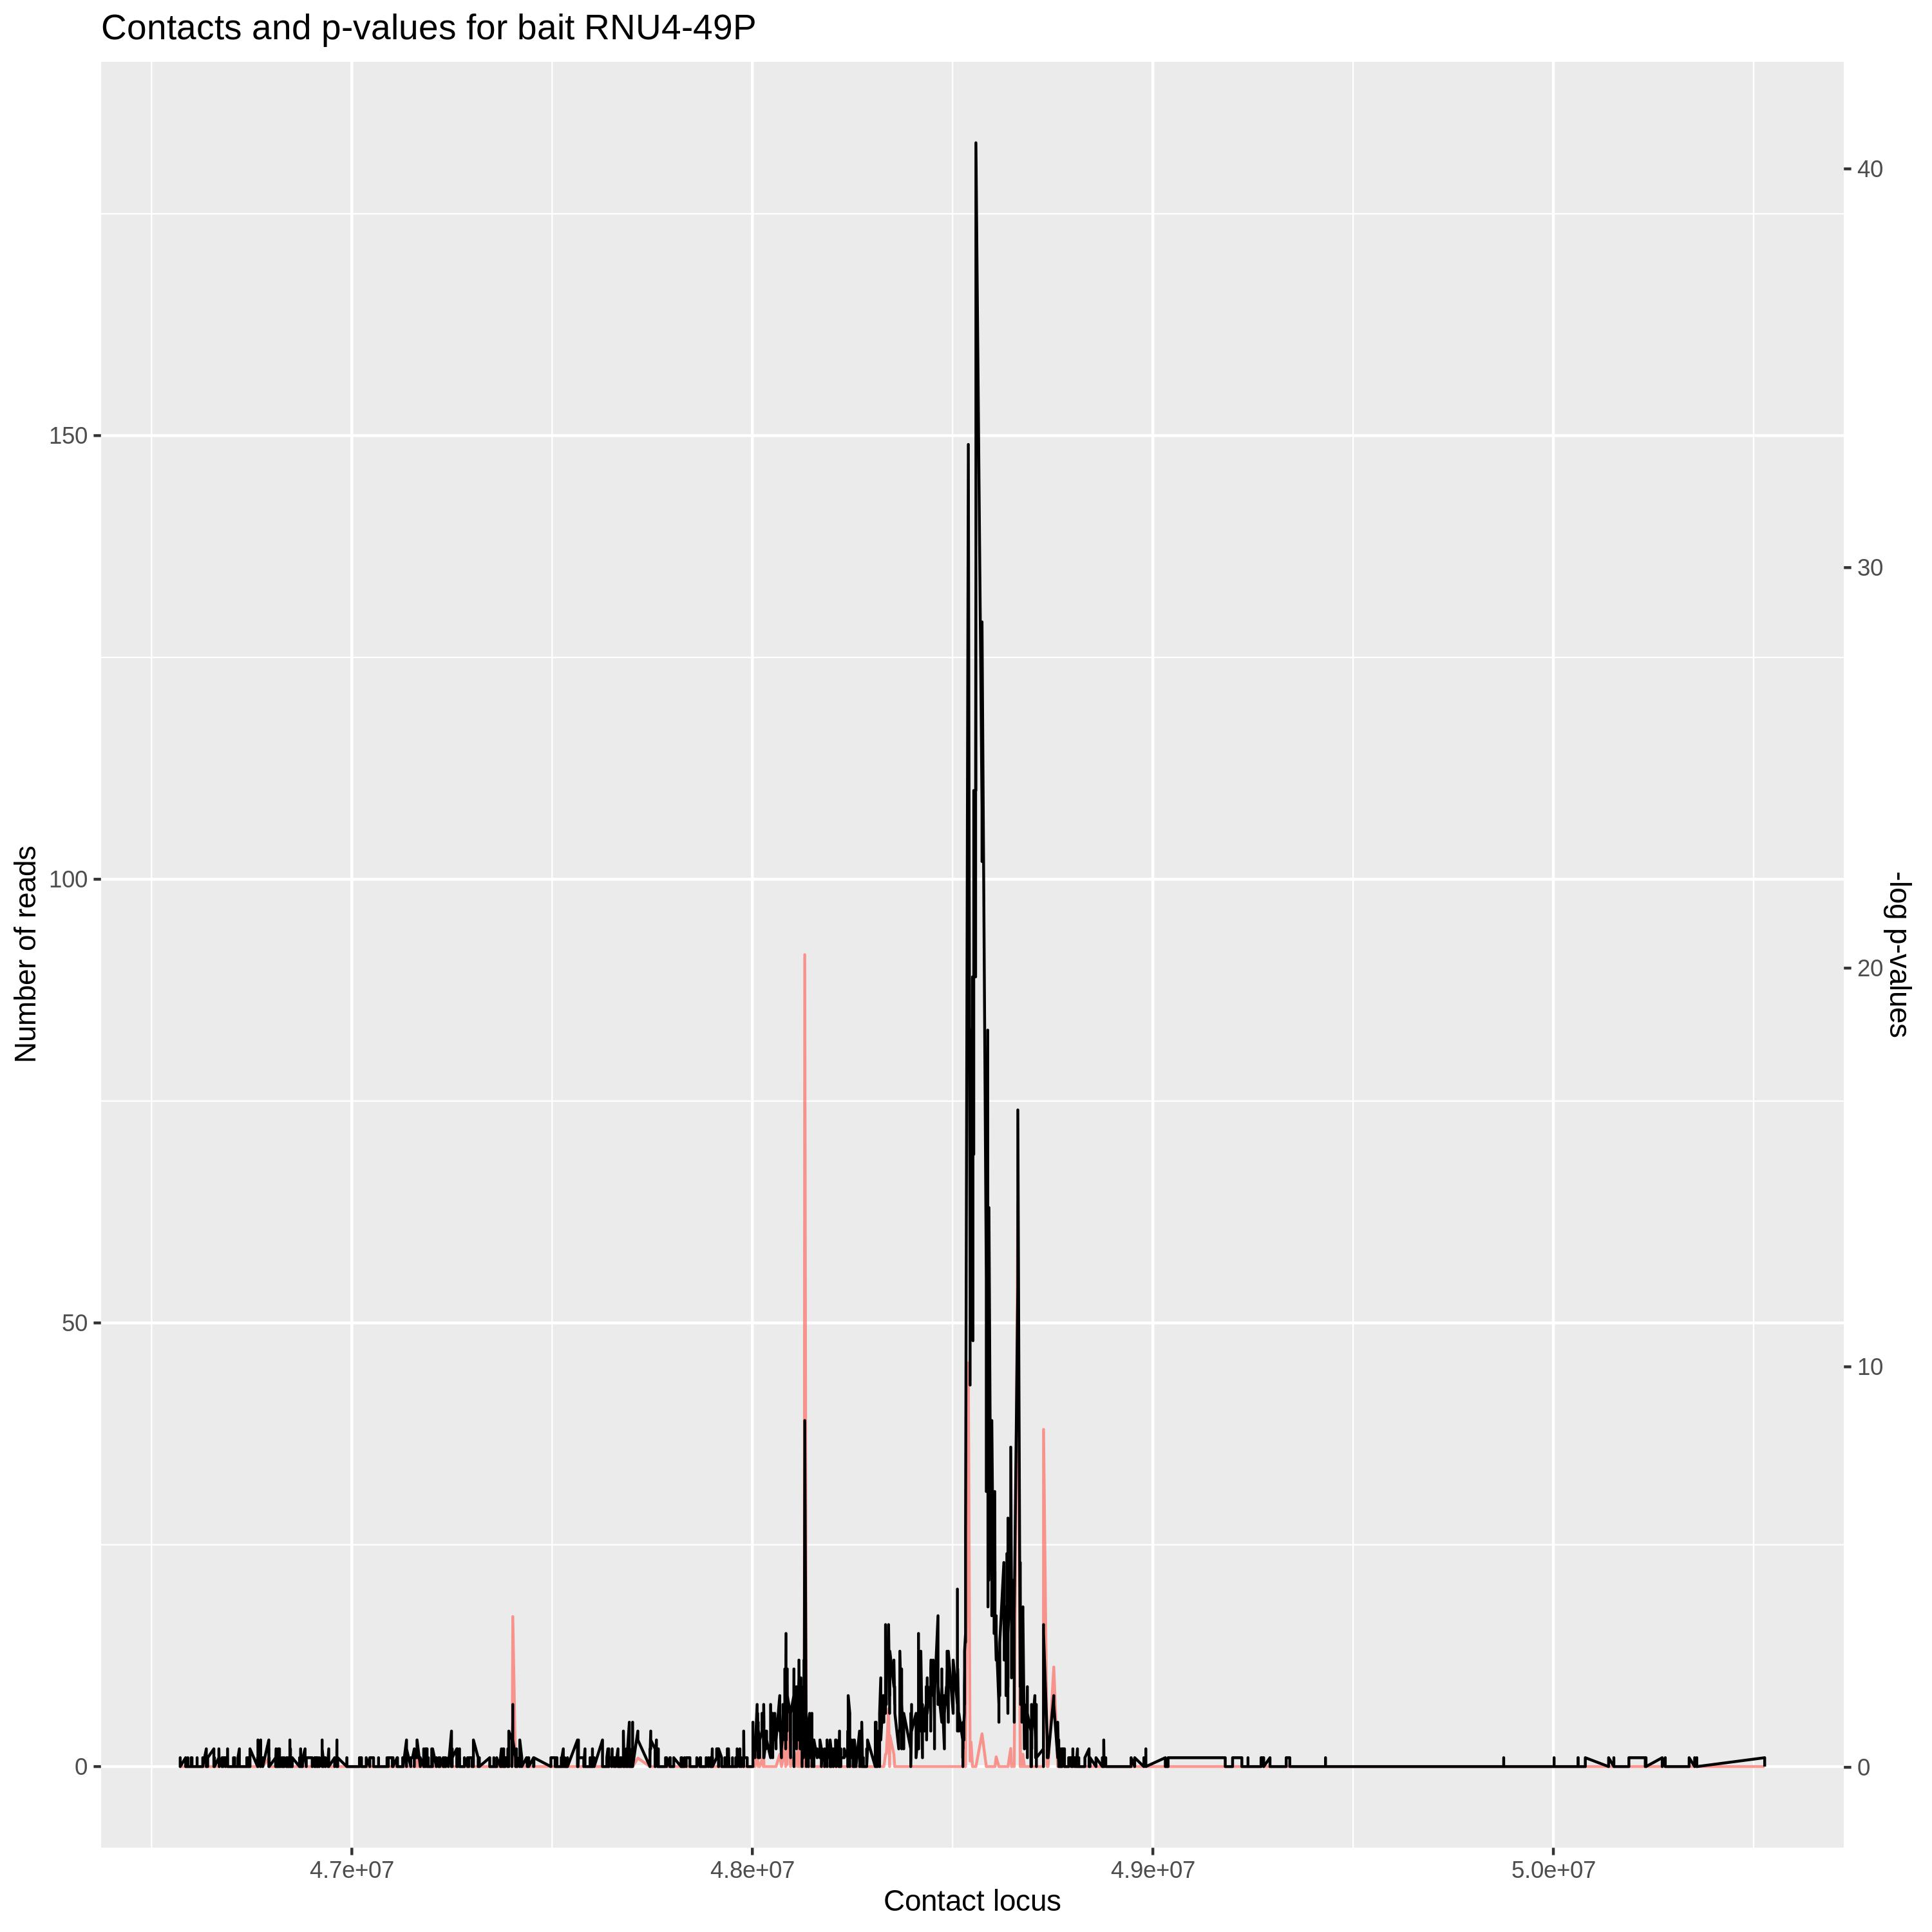 Contacts and p-values for bait RNU4-49P
150
100
50
0
Number of reads
40
30
20
10
0
-log p-values
4.7e+07
4.8e+07
4.9e+07
5.0e+07
Contact locus